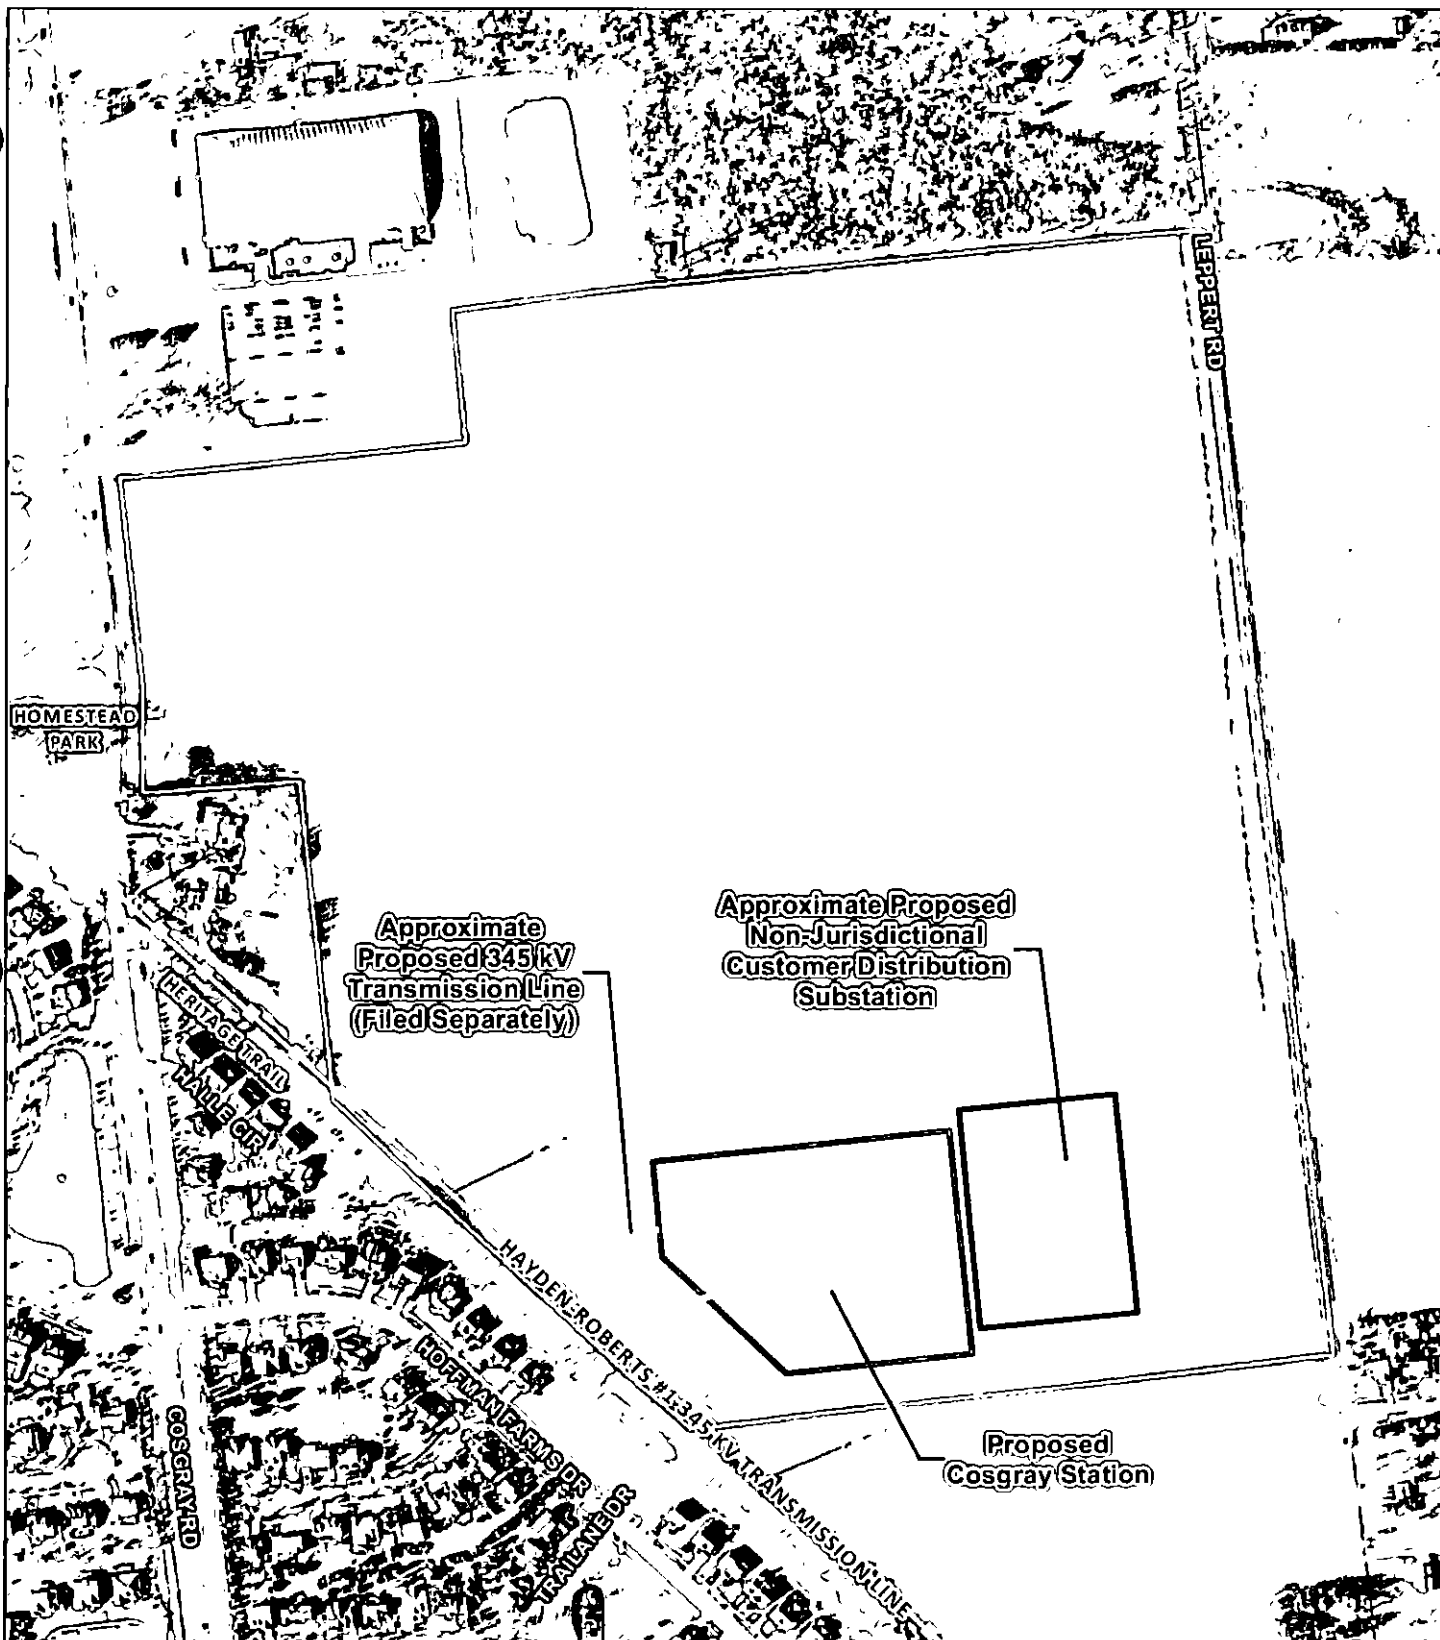 LEPPERT RD
HOMESTEAD
PARK
Approximate
Proposed 345 kV
Transmission Line
(Filed Separately)
Approximate Proposed
Non-Jurisdictional
Customer Distribution
Substation
HERITAGE TRAIL
HALLE CIR
HAYDEN-ROBERTS #1 345 KV TRANSMISSION LINE
HOFFMAN FARMS DR
TRAILANE DR
COSGRAY RD
Proposed
Cosgray Station